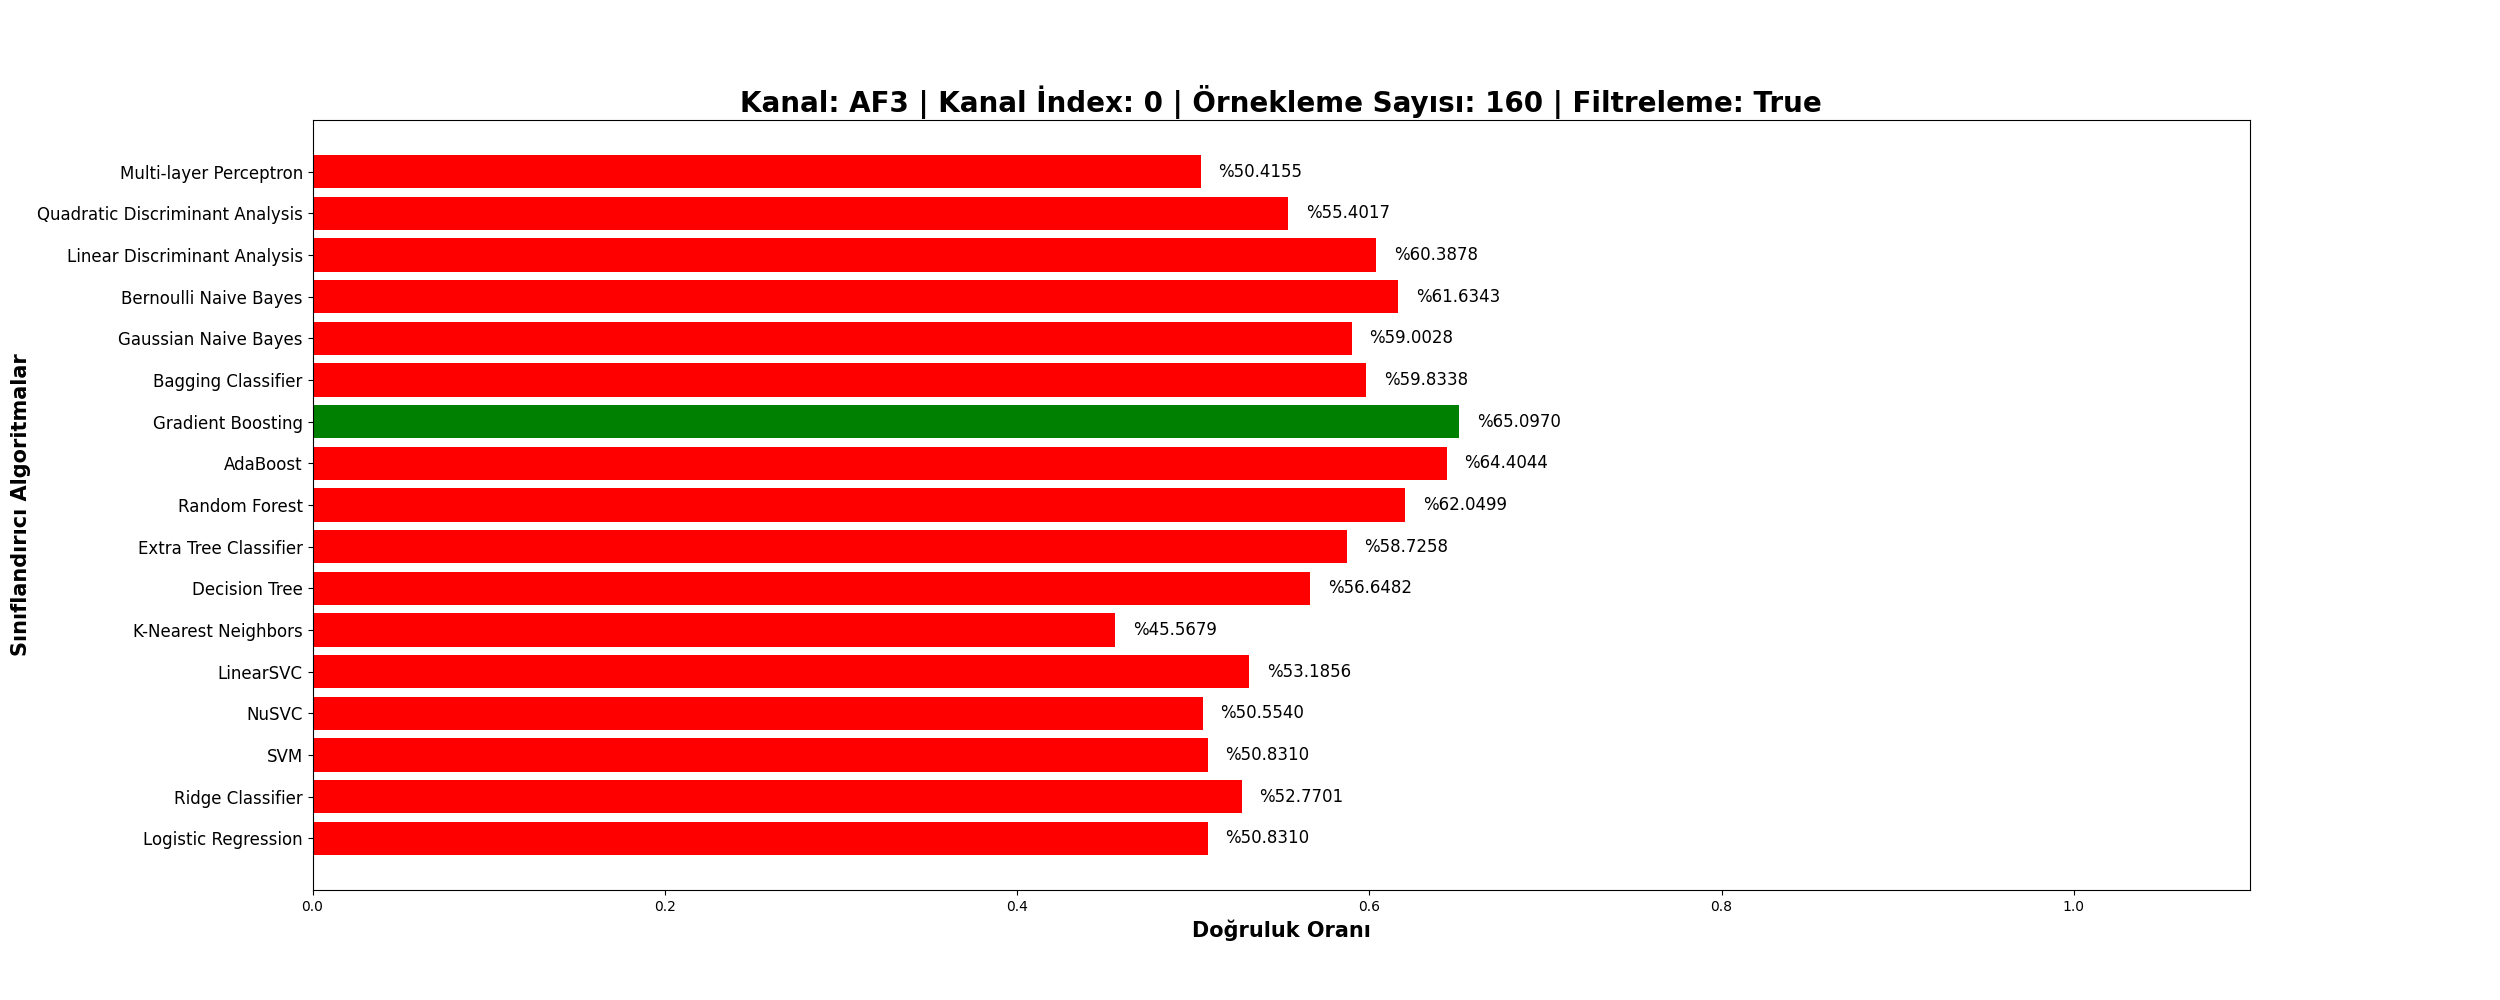 Kanal: AF3 | Kanal İndex: 0 | Örnekleme Sayısı: 160 | Filtreleme: True
Sınıflandırıcı Algoritmalar
Multi-layer Perceptron %50.4155
Quadratic Discriminant Analysis %55.4017
Linear Discriminant Analysis %60.3878
Bernoulli Naive Bayes %61.6343
Gaussian Naive Bayes %59.0028
Bagging Classifier %59.8338
Gradient Boosting %65.0970
AdaBoost %64.4044
Random Forest %62.0499
Extra Tree Classifier %58.7258
Decision Tree %56.6482
K-Nearest Neighbors %45.5679
LinearSVC %53.1856
NuSVC %50.5540
SVM %50.8310
Ridge Classifier %52.7701
Logistic Regression %50.8310
0.0 0.2 0.4 0.6 0.8 1.0
Doğruluk Oranı